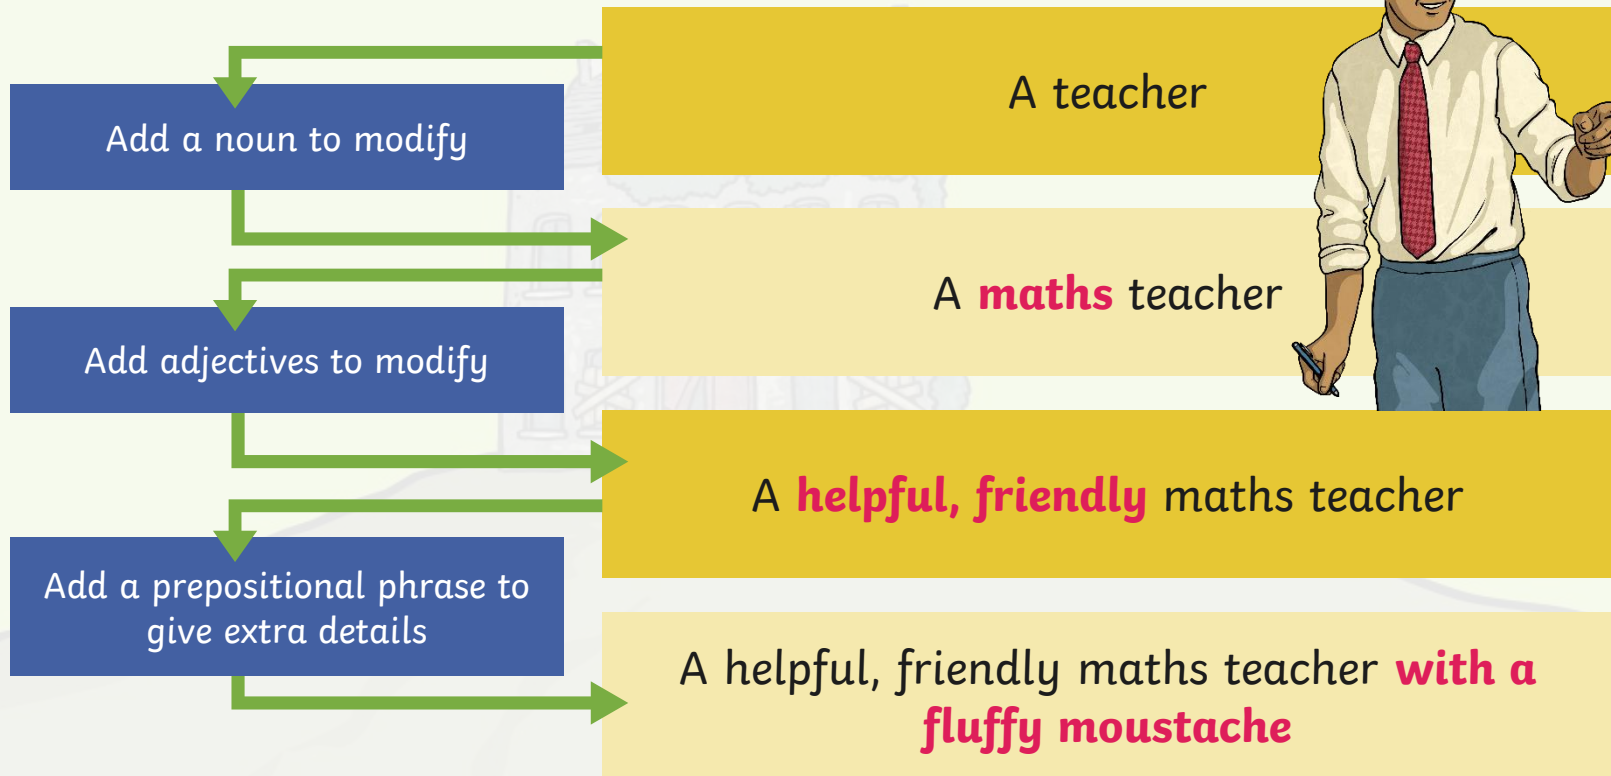 A teacher
Add a noun to modify
A maths teacher
Add adjectives to modify
A helpful, friendly maths teacher
Add a prepositional phrase to
give extra details
A helpful, friendly maths teacher with a
fluffy moustache